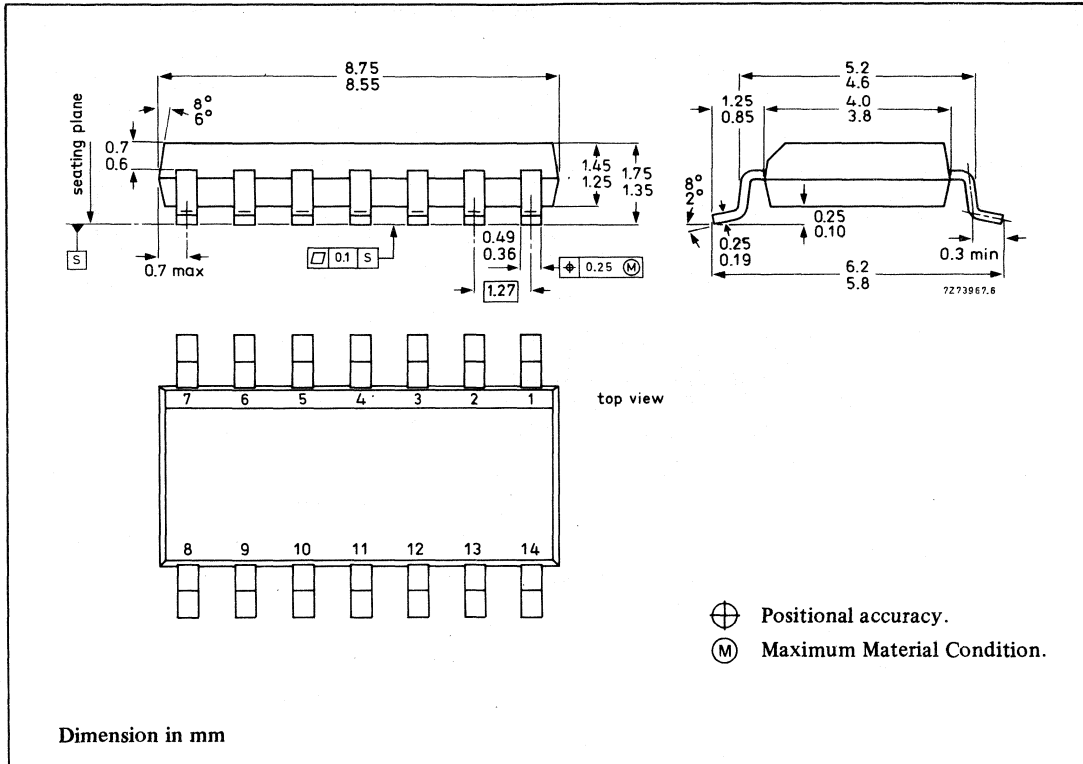 8.75
8.55
8°
6°
seating plane
0.7
0.6
1.45
1.25
1.75
1.35
S
0.7 max
0.1 S
0.49
0.36
0.25 M
1.27
5.2
4.6
1.25
0.85
4.0
3.8
8°
2°
0.25
0.19
0.25
0.10
0.3 min
6.2
5.8
7Z73967.6
7 6 5 4 3 2 1
top view
8 9 10 11 12 13 14
Positional accuracy.
M Maximum Material Condition.
Dimension in mm